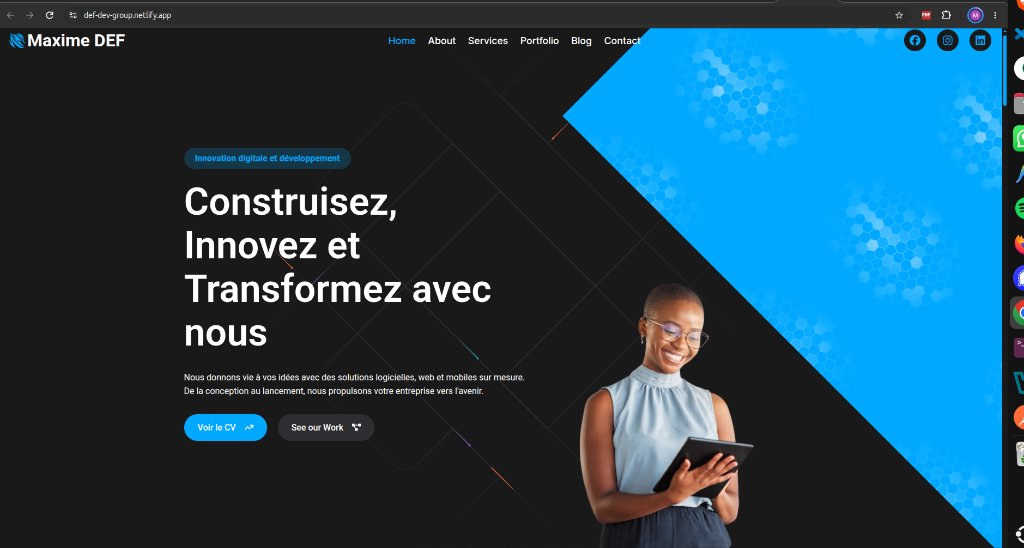 def-dev-group.netlify.app
M
Maxime DEF
Home About Services Portfolio Blog Contact
Innovation digitale et développement
Construisez,
Innovez et
Transformez avec
nous
Nous donnons vie à vos idées avec des solutions logicielles, web et mobiles sur mesure.
De la conception au lancement, nous propulsons votre entreprise vers l'avenir.
Voir le CV
See our Work